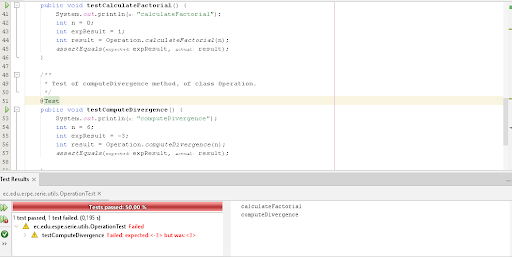 public void testCalculateFactorial() {
41 System.out.println(x: "calculateFactorial");
42 int n = 0;
43 int expResult = 1;
44 int result = Operation.calculateFactorial(n);
45 assertEquals(expected: expResult, actual: result);
46 }
47
48 /**
49 * Test of computeDivergence method, of class Operation.
50 */
51 @Test
public void testComputeDivergence() {
53 System.out.println(x: "computeDivergence");
54 int n = 6;
55 int expResult = -3;
56 int result = Operation.computeDivergence(n);
57 assertEquals(expected: expResult, actual: result);
58
Test Results ×
ec.edu.espe.serie.utils.OperationTest ×
Tests passed: 50.00 %
1 test passed, 1 test failed. (0,195 s)
ec.edu.espe.serie.utils.OperationTest Failed
testComputeDivergence Failed: expected:<-3> but was:<3>
calculateFactorial
computeDivergence